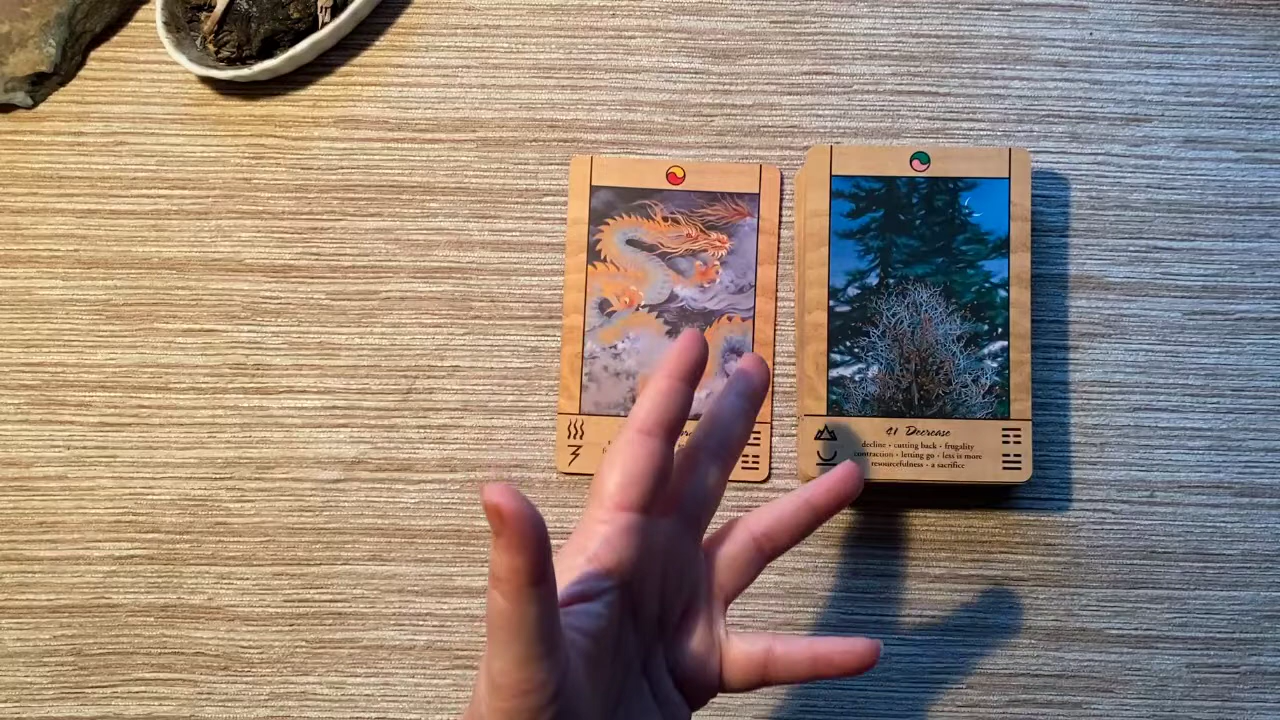 41 Decrease
decline • cutting back • frugality
contraction • letting go • less is more
resourcefulness • a sacrifice